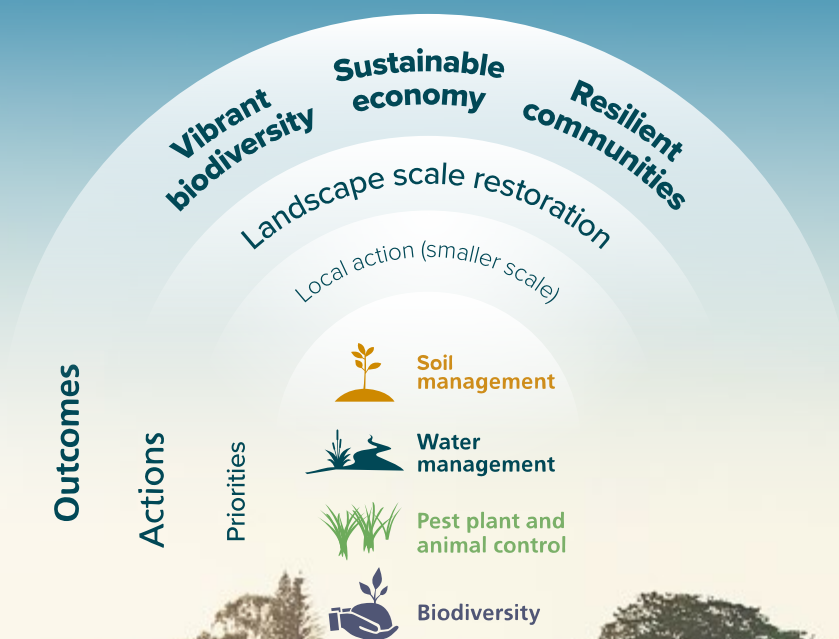 Sustainable
economy
Vibrant
biodiversity
Resilient
communities
Landscape scale restoration
Local action (smaller scale)
Outcomes
Actions
Priorities
Soil
management
Water
management
Pest plant and
animal control
Biodiversity